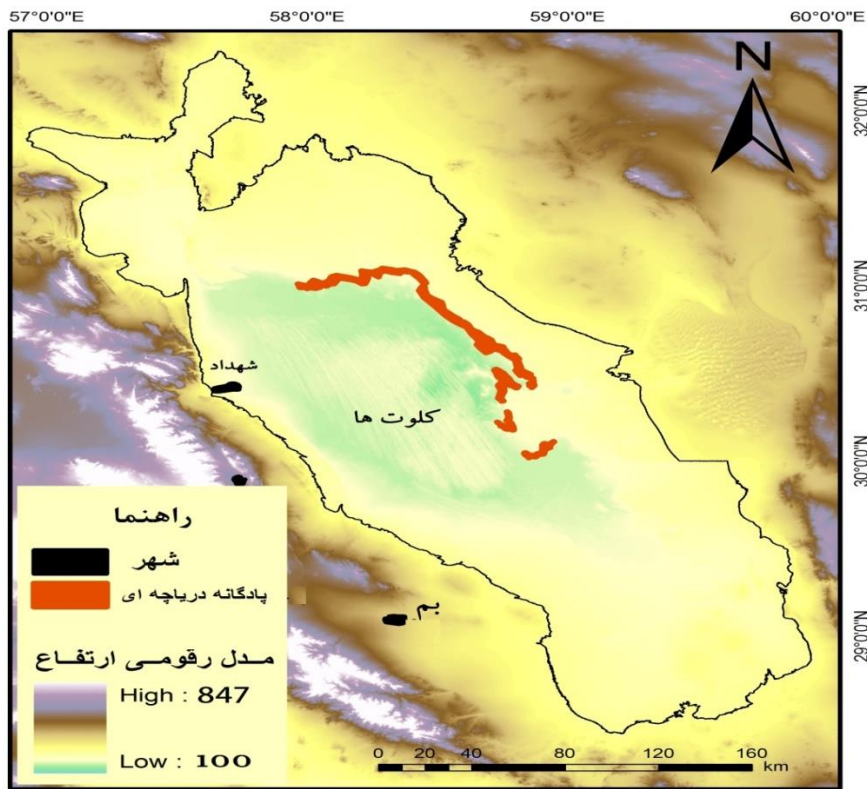 57°0'0"E
58°0'0"E
59°0'0"E
60°0'0"E
N
32°0'0"N
31°0'0"N
30°0'0"N
29°0'0"N
شهداد
کلوت ها
بم
راهنما
شهر
پادگانه دریاچه ای
مدل رقومی ارتفاع
High : 847
Low : 100
0 20 40 80 120 160
km